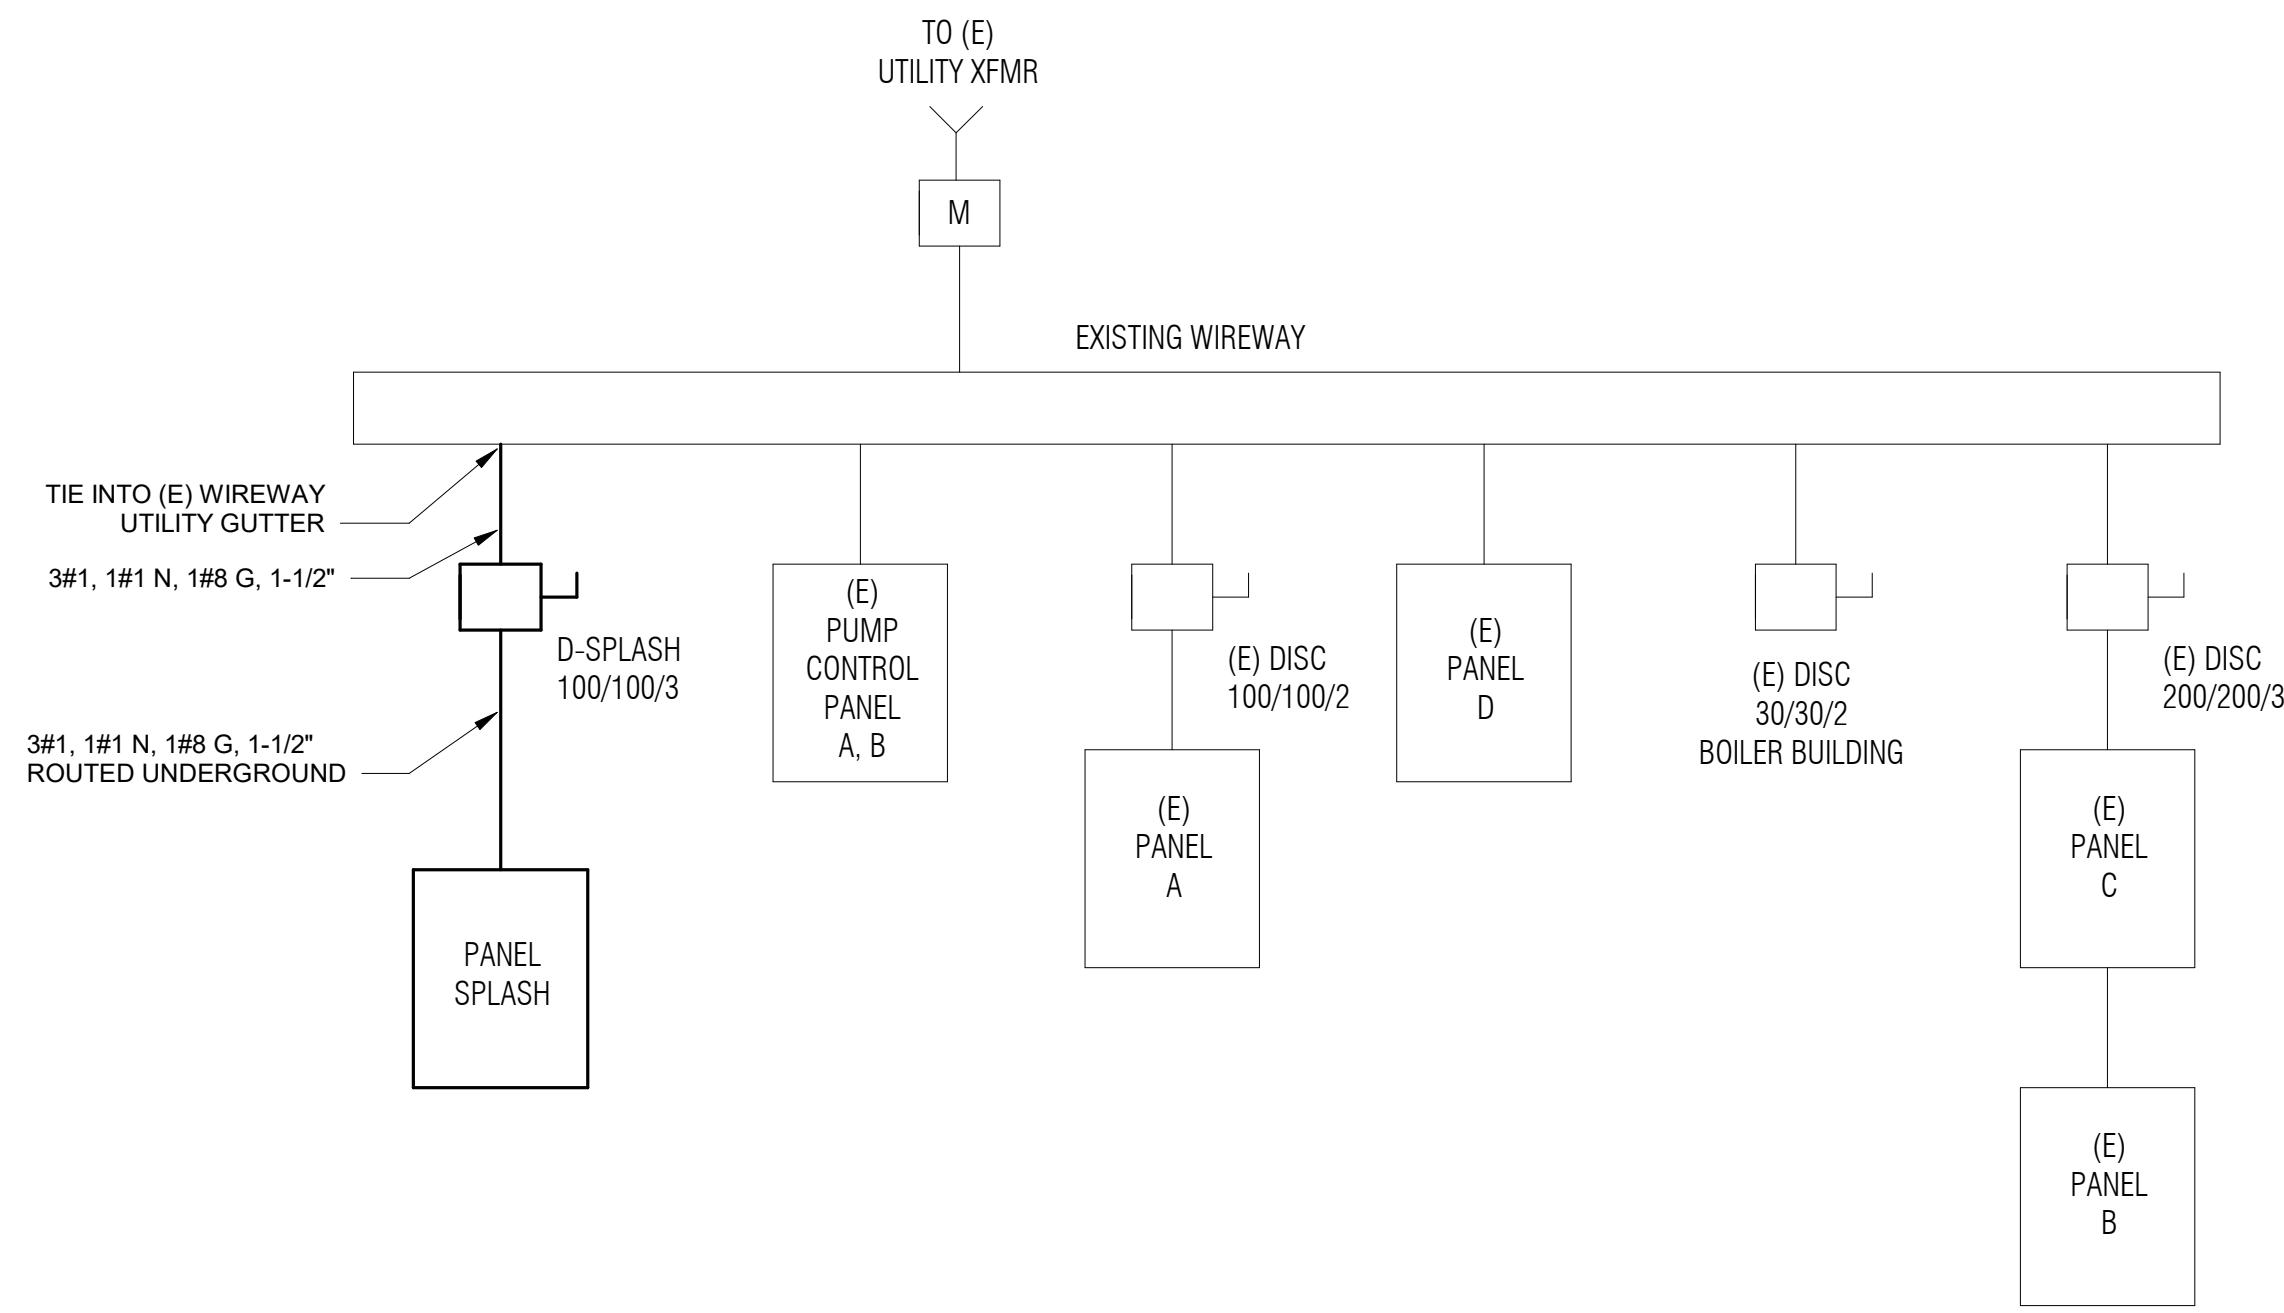 TO (E)
UTILITY XFMR
M
EXISTING WIREWAY
TIE INTO (E) WIREWAY
UTILITY GUTTER
3#1, 1#1 N, 1#8 G, 1-1/2"
D-SPLASH
100/100/3
3#1, 1#1 N, 1#8 G, 1-1/2"
ROUTED UNDERGROUND
PANEL
SPLASH
(E)
PUMP
CONTROL
PANEL
A, B
(E) DISC
100/100/2
(E)
PANEL
A
(E)
PANEL
D
(E) DISC
30/30/2
BOILER BUILDING
(E) DISC
200/200/3
(E)
PANEL
C
(E)
PANEL
B